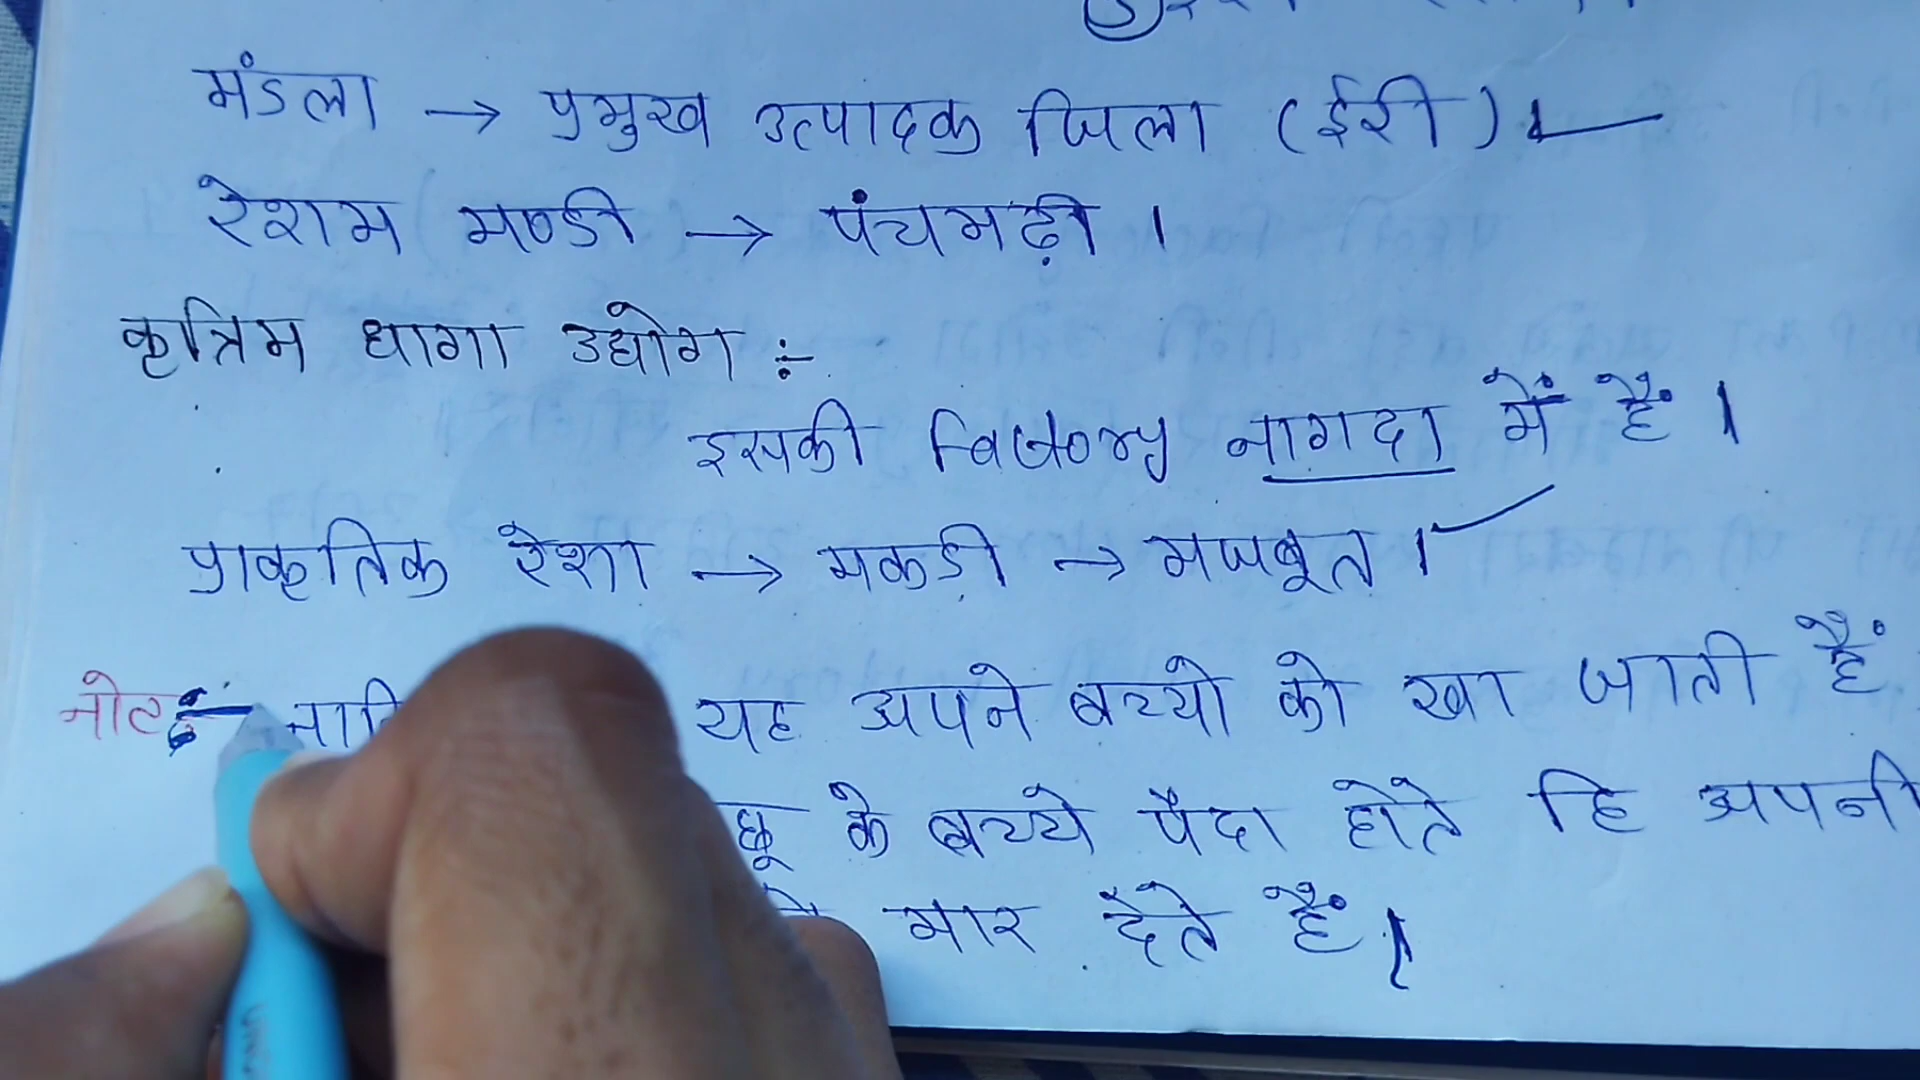 मंडला → प्रमुख उत्पादक जिला (ईरी)।
रेशम मण्डी → पंचमढ़ी।
कृत्रिम धागा उद्योग :-
इसकी factory नागदा में हैं।
प्राकृतिक रेशा → मकड़ी → मजबूत।
नोट :- यह अपने बच्चो को खा जाती हैं
के बच्चे पैदा होते हि अपनी
मार देते हैं।